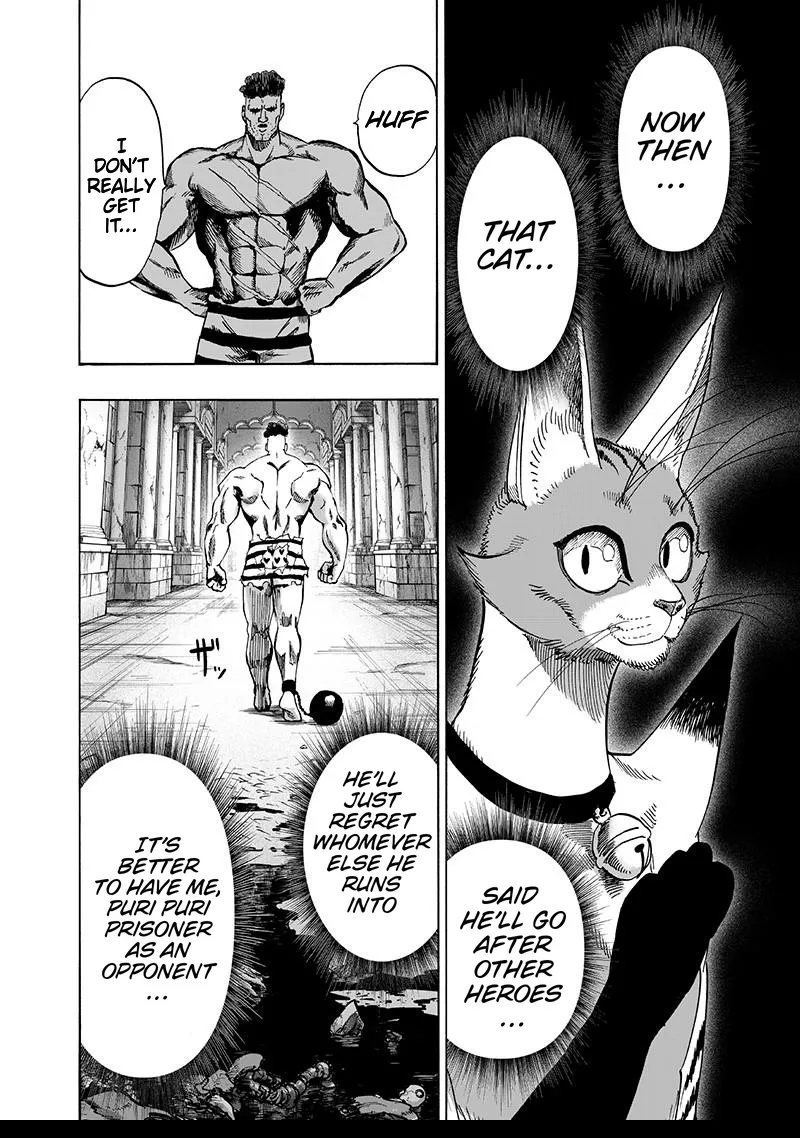 NOW
THEN
...
THAT
CAT...
SAID
HE'LL GO
AFTER
OTHER
HEROES
...
HUFF
I
DON'T
REALLY
GET
IT...
ザッ
HE'LL
JUST
REGRET
WHOMEVER
ELSE HE
RUNS
INTO
IT'S
BETTER
TO HAVE ME,
PURI PURI
PRISONER
AS AN
OPPONENT
...